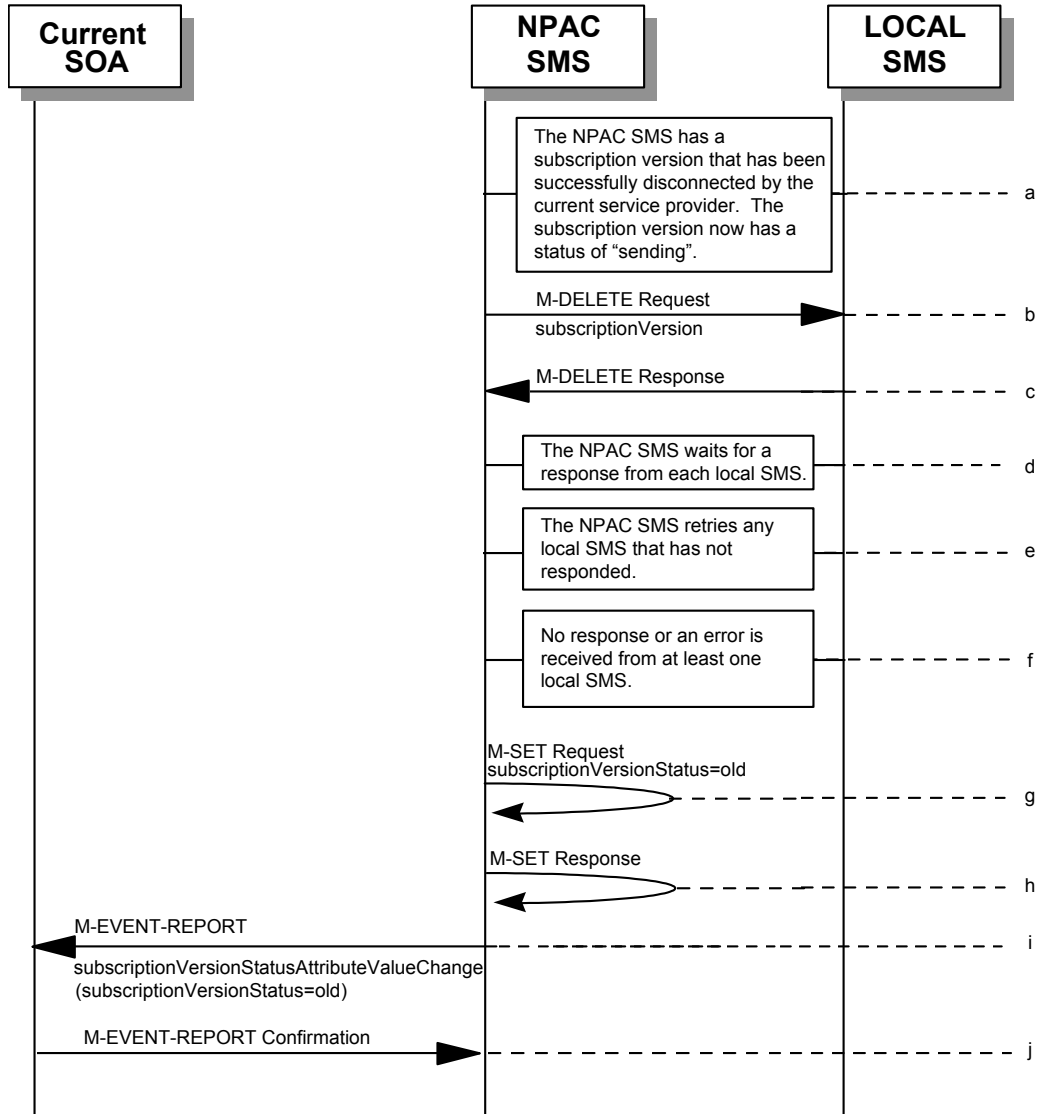 Current
SOA
NPAC
SMS
LOCAL
SMS
The NPAC SMS has a
subscription version that has been
successfully disconnected by the
current service provider. The
subscription version now has a
status of “sending”.
a
M-DELETE Request
subscriptionVersion
b
M-DELETE Response
c
The NPAC SMS waits for a
response from each local SMS.
d
The NPAC SMS retries any
local SMS that has not
responded.
e
No response or an error is
received from at least one
local SMS.
f
M-SET Request
subscriptionVersionStatus=old
g
M-SET Response
h
M-EVENT-REPORT
i
subscriptionVersionStatusAttributeValueChange
(subscriptionVersionStatus=old)
M-EVENT-REPORT Confirmation
j